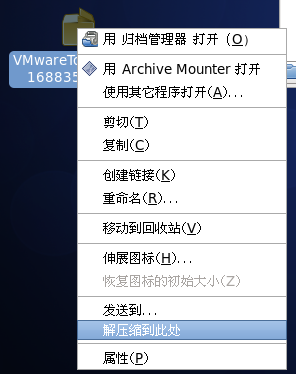 VMwareTo
168835
用 归档管理器 打开 (O)
用 Archive Mounter 打开
使用其它程序打开(A)...
剪切(T)
复制(C)
创建链接(K)
重命名(R)...
移动到回收站(V)
伸展图标(H)...
恢复图标的初始大小(Z)
发送到...
解压缩到此处
属性(P)